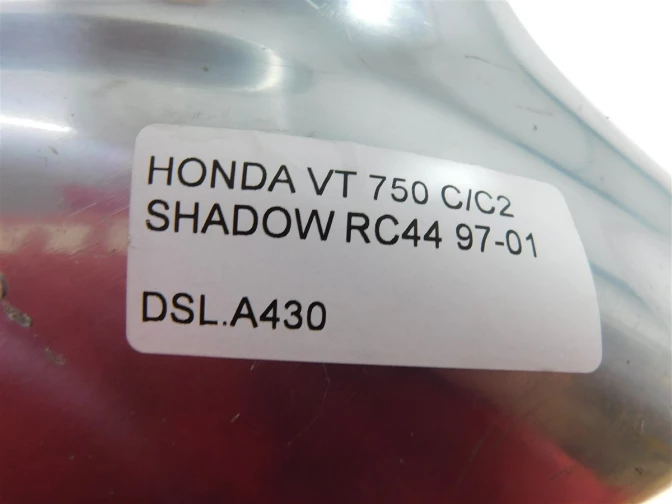 HONDA VT 750 C/C2
SHADOW RC44 97-01
DSL.A430